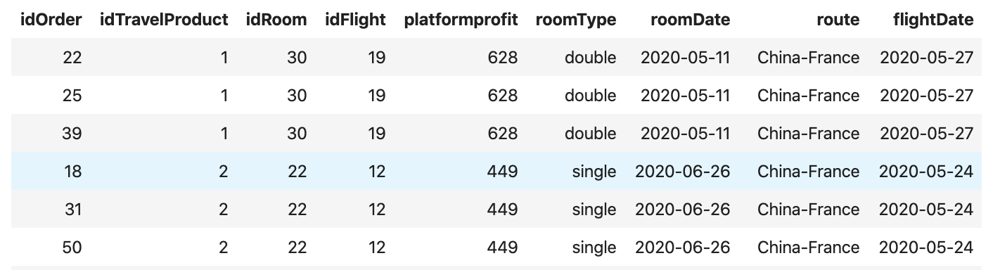 idOrder idTravelProduct idRoom idFlight platformprofit roomType roomDate route flightDate
22 1 30 19 628 double 2020-05-11 China-France 2020-05-27
25 1 30 19 628 double 2020-05-11 China-France 2020-05-27
39 1 30 19 628 double 2020-05-11 China-France 2020-05-27
18 2 22 12 449 single 2020-06-26 China-France 2020-05-24
31 2 22 12 449 single 2020-06-26 China-France 2020-05-24
50 2 22 12 449 single 2020-06-26 China-France 2020-05-24